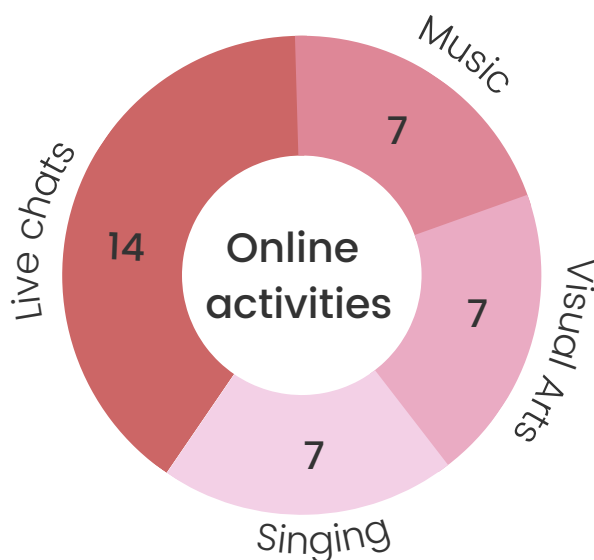 Music
7
Live chats
14
Online
activities
7
Visual Arts
7
Singing